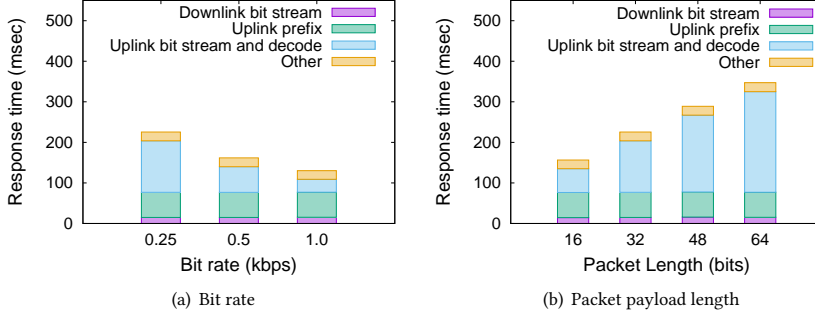 Response time (msec)
500
400
300
200
100
0
Downlink bit stream
Uplink prefix
Uplink bit stream and decode
Other
0.25 0.5 1.0
Bit rate (kbps)
(a) Bit rate
Response time (msec)
500
400
300
200
100
0
Downlink bit stream
Uplink prefix
Uplink bit stream and decode
Other
16 32 48 64
Packet Length (bits)
(b) Packet payload length